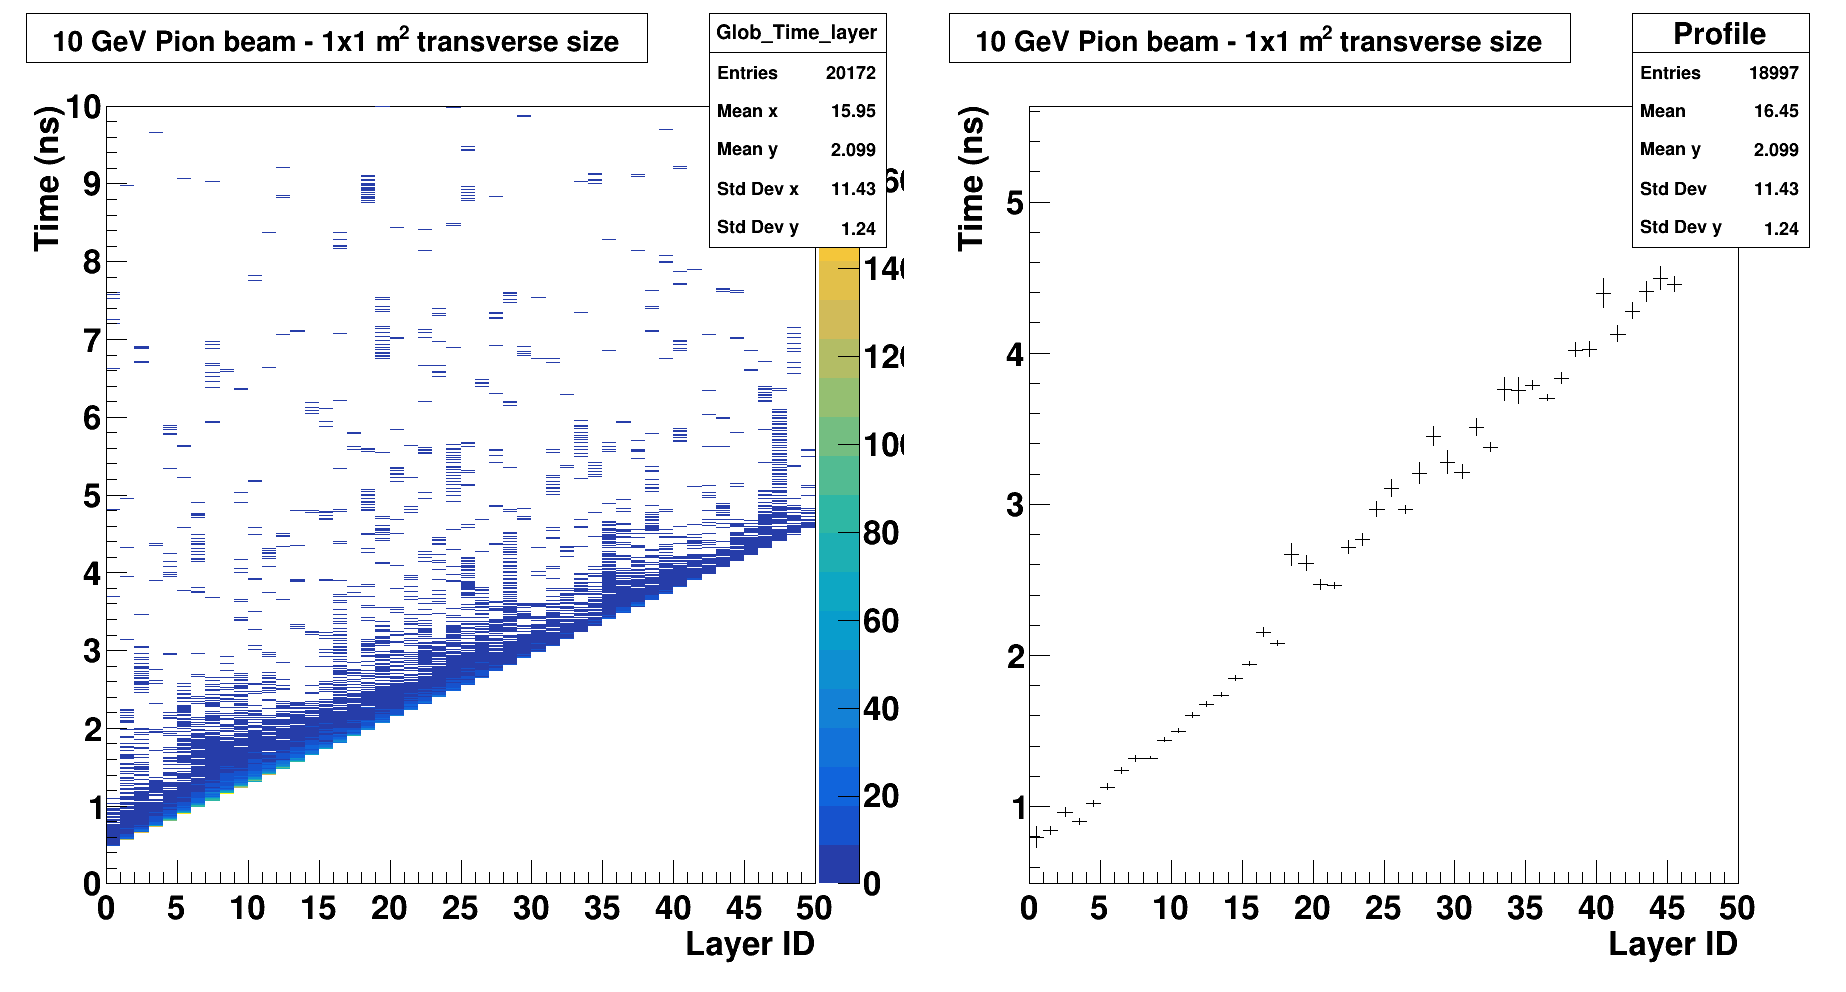 10 GeV Pion beam - 1x1 m² transverse size
Glob_Time_layer
Entries 20172
Mean x 15.95
Mean y 2.099
Std Dev x 11.43
Std Dev y 1.24
Time (ns)
10
9
8
7
6
5
4
3
2
1
0
0 5 10 15 20 25 30 35 40 45 50
Layer ID
140
120
100
80
60
40
20
0
10 GeV Pion beam - 1x1 m² transverse size
Profile
Entries 18997
Mean 16.45
Mean y 2.099
Std Dev 11.43
Std Dev y 1.24
Time (ns)
5
4
3
2
1
0 5 10 15 20 25 30 35 40 45 50
Layer ID